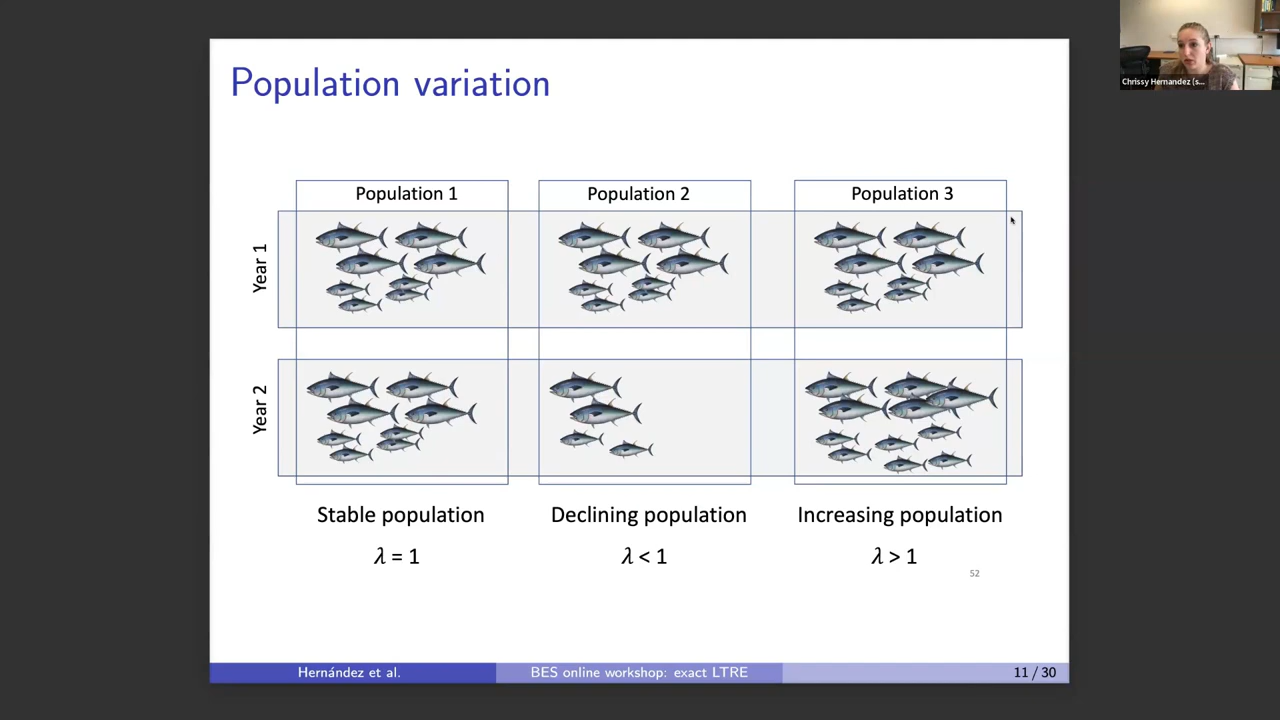 Population variation
Chrissy Hernandez (s...
Population 1 Population 2 Population 3
Year 1
Year 2
Stable population Declining population Increasing population
λ = 1 λ < 1 λ > 1
52
Hernández et al. BES online workshop: exact LTRE 11 / 30